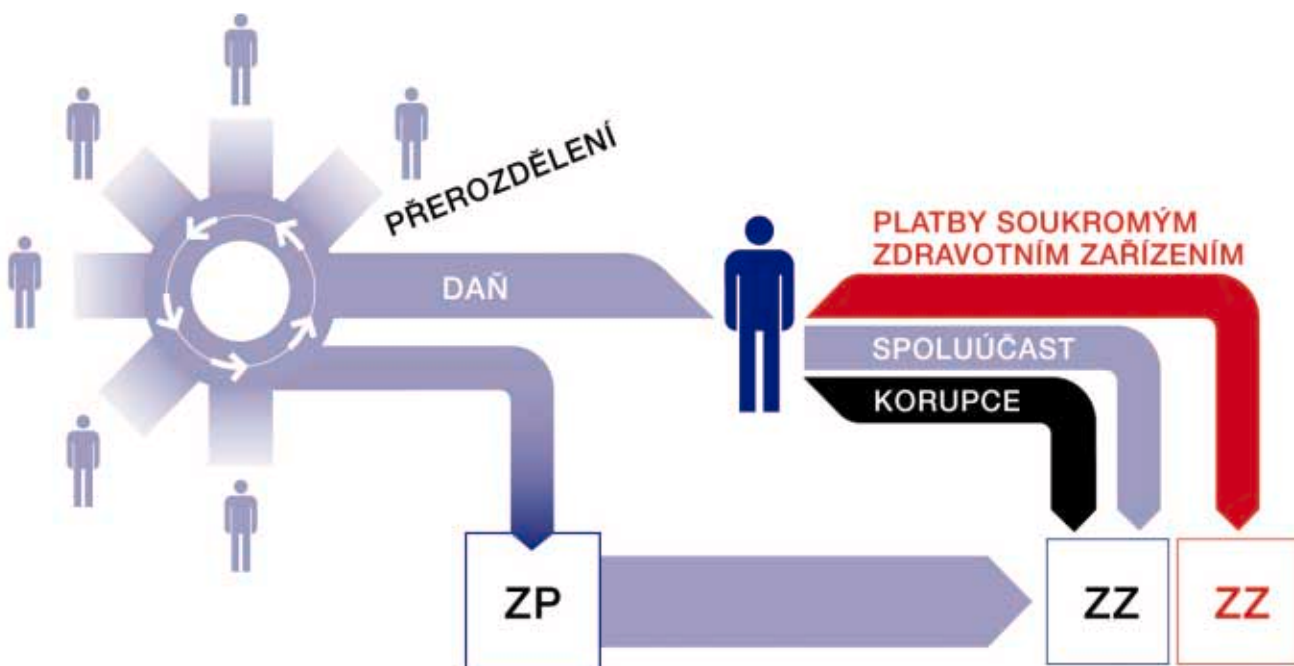 PŘEROZDĚLENÍ
DAŇ
PLATBY SOUKROMÝM
ZDRAVOTNÍM ZAŘÍZENÍM
SPOLUÚČAST
KORUPCE
ZP
ZZ
ZZ